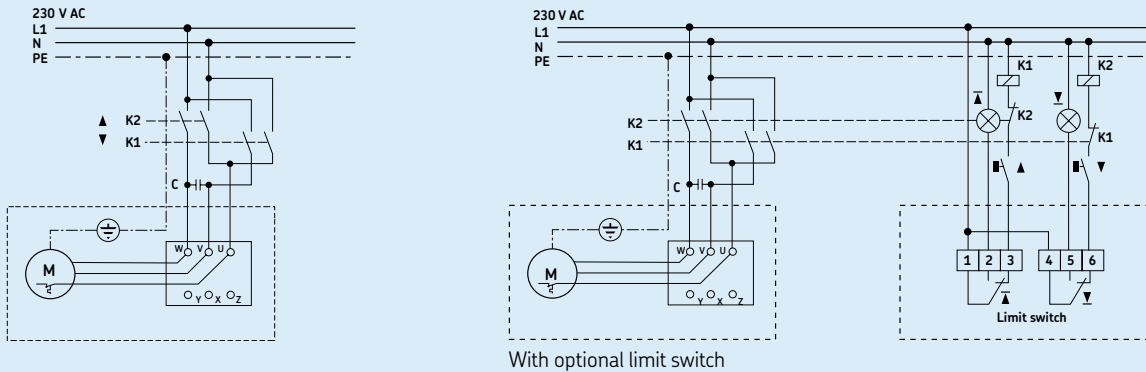 230 V AC
L1
N
PE
K2
K1
C
W V U
M
Y X Z
230 V AC
L1
N
PE
K1 K2
K2
K1
K2
K1
C
W V U
M
Y X Z
1 2 3 4 5 6
Limit switch
With optional limit switch